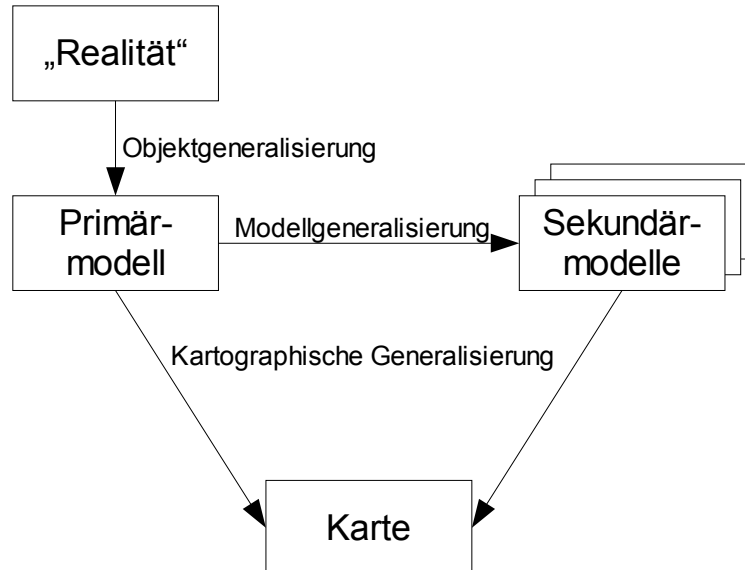 „Realität“
Objektgeneralisierung
Primär-
modell
Modellgeneralisierung
Sekundär-
modelle
Kartographische Generalisierung
Karte